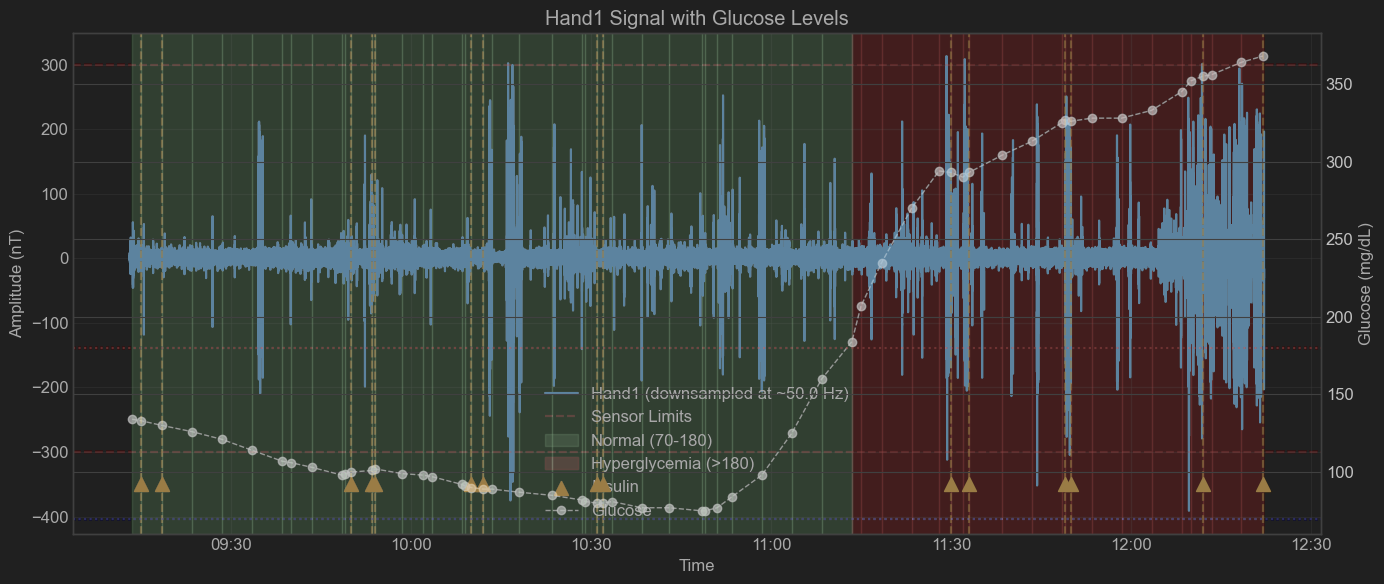 Hand1 Signal with Glucose Levels
300
200
100
0
−100
−200
−300
−400
Amplitude (nT)
350
300
250
200
150
100
Glucose (mg/dL)
Hand1 (downsampled at ~50.0 Hz)
Sensor Limits
Normal (70-180)
Hyperglycemia (>180)
Insulin
Glucose
09:30 10:00 10:30 11:00 11:30 12:00 12:30
Time